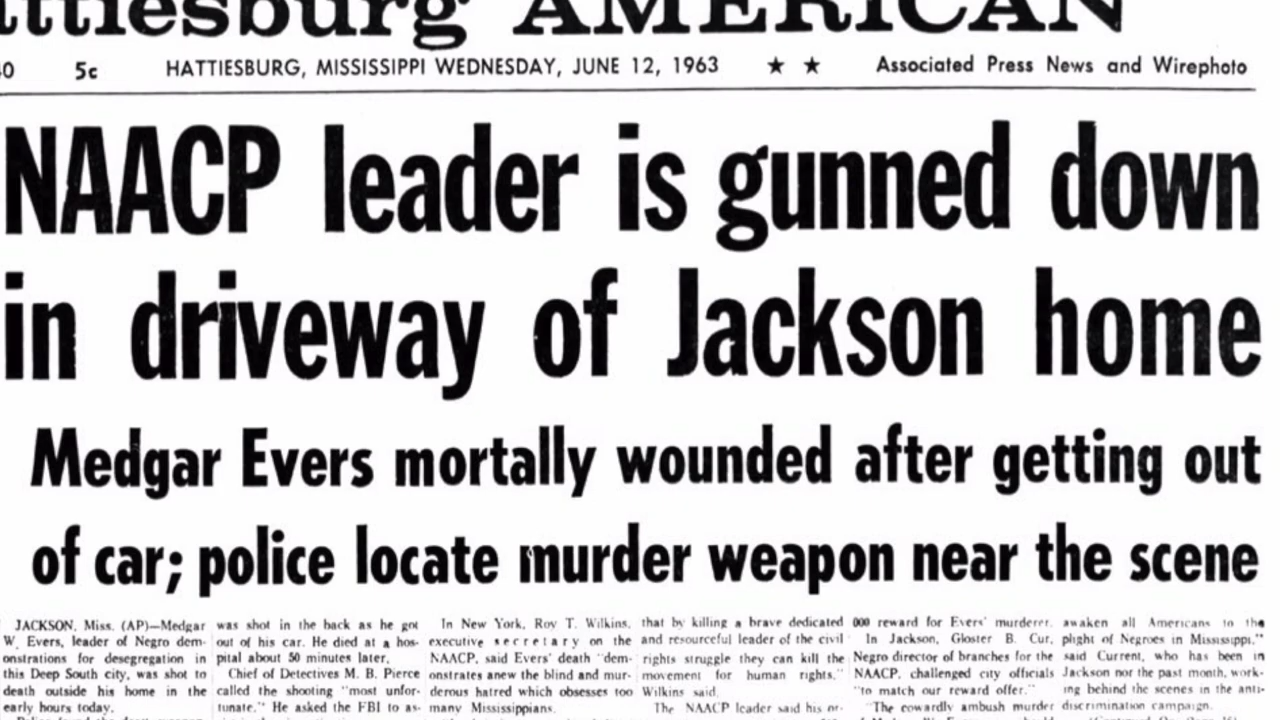 ttiesburg AMERICAN
5c HATTIESBURG, MISSISSIPPI WEDNESDAY, JUNE 12, 1963 ★ ★ Associated Press News and Wirephoto
NAACP leader is gunned down
in driveway of Jackson home
Medgar Evers mortally wounded after getting out
of car; police locate murder weapon near the scene
JACKSON, Miss. (AP)—Medgar
W. Evers, leader of Negro dem-
onstrations for desegregation in
this Deep South city, was shot to
death outside his home in the
early hours today.
was shot in the back as he got
out of his car. He died at a hos-
pital about 50 minutes later.
Chief of Detectives M. B. Pierce
called the shooting "most unfor-
tunate." He asked the FBI to as-
In New York, Roy T. Wilkins,
executive secretary on the
NAACP, said Evers' death "dem-
onstrates anew the blind and mur-
derous hatred which obsesses too
many Mississippians.
that by killing a brave dedicated
and resourceful leader of the civil
rights struggle they can kill the
movement for human rights."
Wilkins said.
The NAACP leader said his or-
000 reward for Evers' murderer.
In Jackson, Gloster B. Cur,
Negro director of branches for the
NAACP, challenged city officials
"to match our reward offer."
"The cowardly ambush murder
awaken all Americans to the
plight of Negroes in Mississippi,"
said Current, who has been in
Jackson nor the past month, work-
ing behind the scenes in the anti-
discrimination campaign.